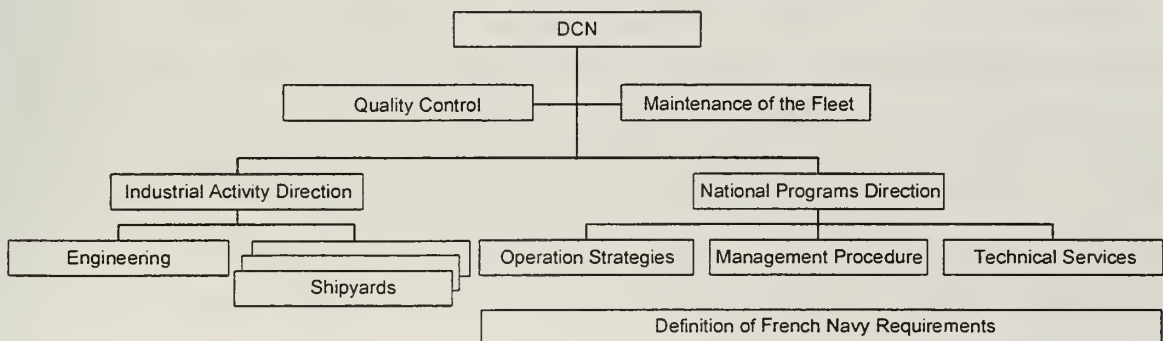 DCN
Quality Control
Maintenance of the Fleet
Industrial Activity Direction
National Programs Direction
Engineering
Shipyards
Operation Strategies
Management Procedure
Technical Services
Definition of French Navy Requirements